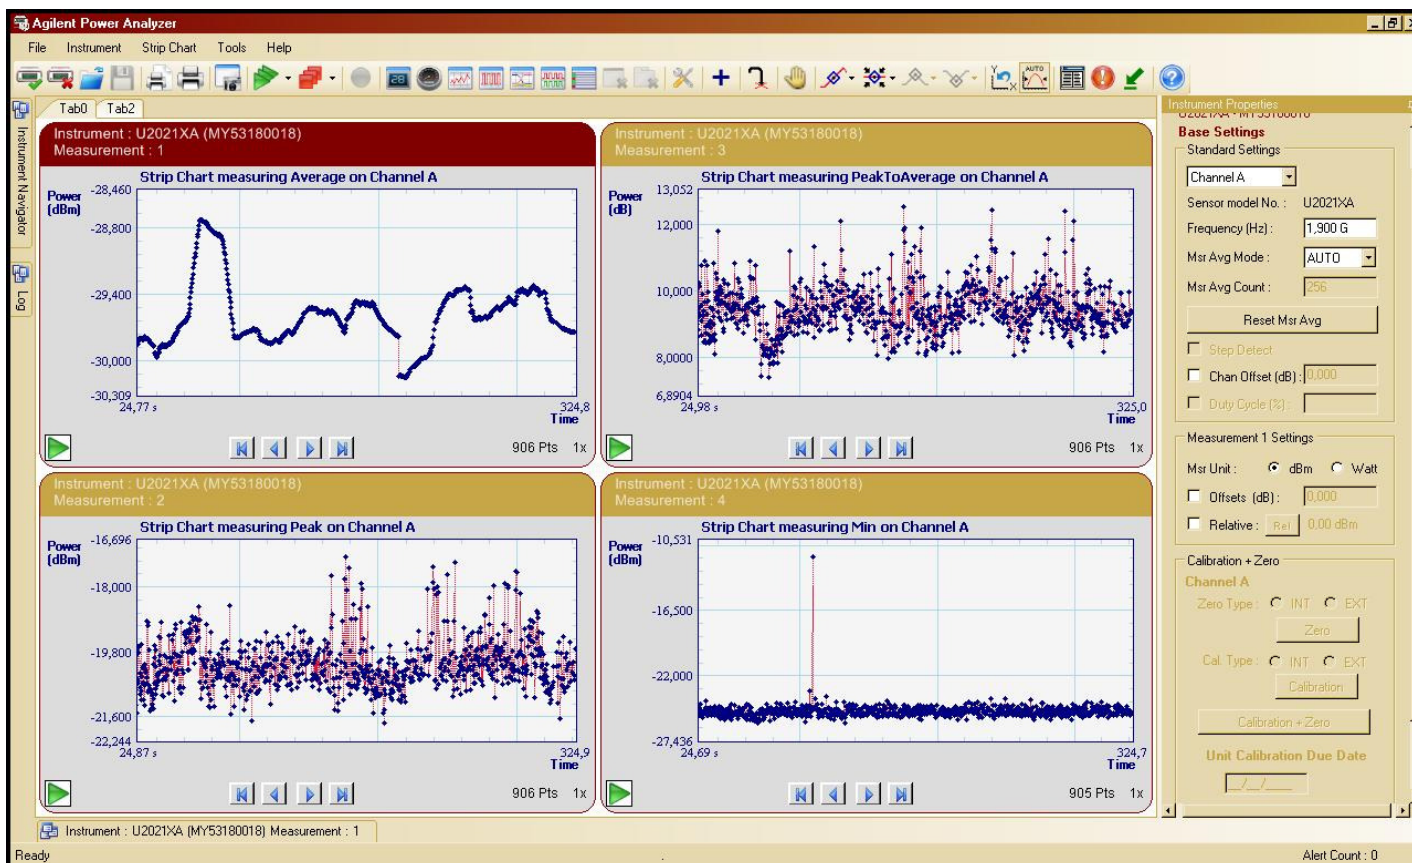 Agilent Power Analyzer
File Instrument Strip Chart Tools Help
Tab0 Tab2
Instrument Navigator
Log
Instrument : U2021XA (MY53180018)
Measurement : 1
Strip Chart measuring Average on Channel A
Power
(dBm)
-28,460
-28,800
-29,400
-30,000
-30,309
24,77 s
324,8
Time
906 Pts 1x
Instrument : U2021XA (MY53180018)
Measurement : 3
Strip Chart measuring PeakToAverage on Channel A
Power
(dB)
13,052
12,000
10,000
8,0000
6,8904
24,98 s
325,0
Time
906 Pts 1x
Instrument : U2021XA (MY53180018)
Measurement : 2
Strip Chart measuring Peak on Channel A
Power
(dBm)
-16,696
-18,000
-19,800
-21,600
-22,244
24,87 s
324,9
Time
906 Pts 1x
Instrument : U2021XA (MY53180018)
Measurement : 4
Strip Chart measuring Min on Channel A
Power
(dBm)
-10,531
-16,500
-22,000
-27,436
24,69 s
324,7
Time
905 Pts 1x
Instrument Properties
U2021XA - MY53180018
Base Settings
Standard Settings
Channel A
Sensor model No. : U2021XA
Frequency (Hz) : 1,900 G
Msr Avg Mode : AUTO
Msr Avg Count : 256
Reset Msr Avg
Step Detect
Chan Offset (dB) : 0,000
Duty Cycle (%) :
Measurement 1 Settings
Msr Unit : dBm Watt
Offsets (dB) : 0,000
Relative : Rel 0,00 dBm
Calibration + Zero
Channel A
Zero Type : INT EXT
Zero
Cal. Type : INT EXT
Calibration
Calibration + Zero
Unit Calibration Due Date
__/__/____
Instrument : U2021XA (MY53180018) Measurement : 1
Ready
Alert Count : 0